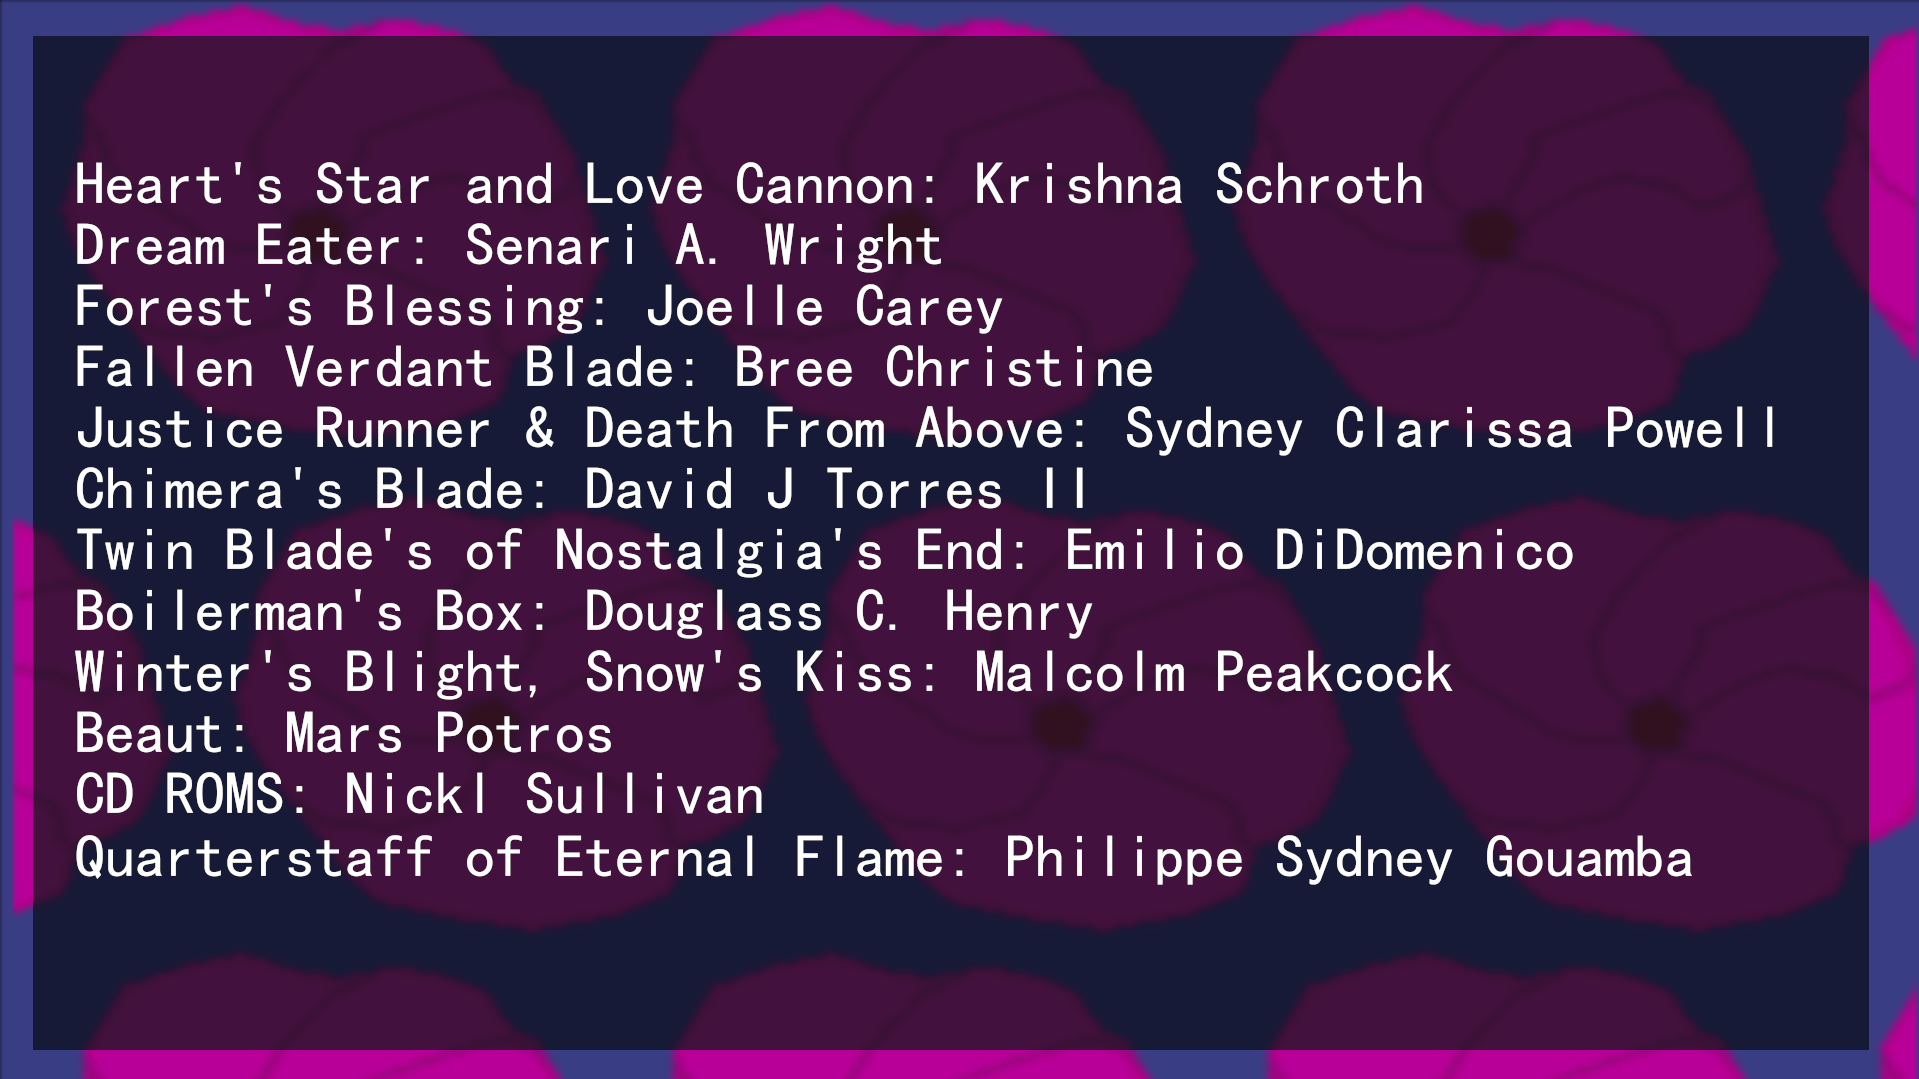 Heart's Star and Love Cannon: Krishna Schroth
Dream Eater: Senari A. Wright
Forest's Blessing: Joelle Carey
Fallen Verdant Blade: Bree Christine
Justice Runner & Death From Above: Sydney Clarissa Powell
Chimera's Blade: David J Torres II
Twin Blade's of Nostalgia's End: Emilio DiDomenico
Boilerman's Box: Douglass C. Henry
Winter's Blight, Snow's Kiss: Malcolm Peakcock
Beaut: Mars Potros
CD ROMS: Nickl Sullivan
Quarterstaff of Eternal Flame: Philippe Sydney Gouamba